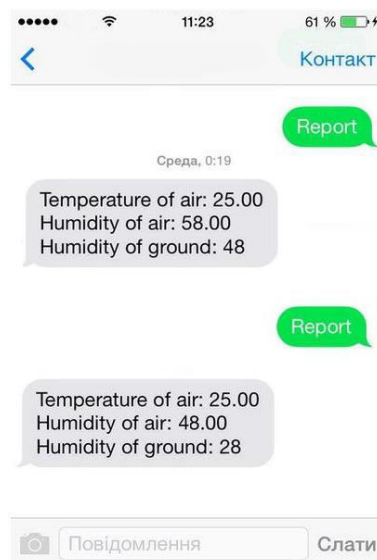 11:23
61 %
Контакт
Report
Среда, 0:19
Temperature of air: 25.00
Humidity of air: 58.00
Humidity of ground: 48
Report
Temperature of air: 25.00
Humidity of air: 48.00
Humidity of ground: 28
Повідомлення
Слати